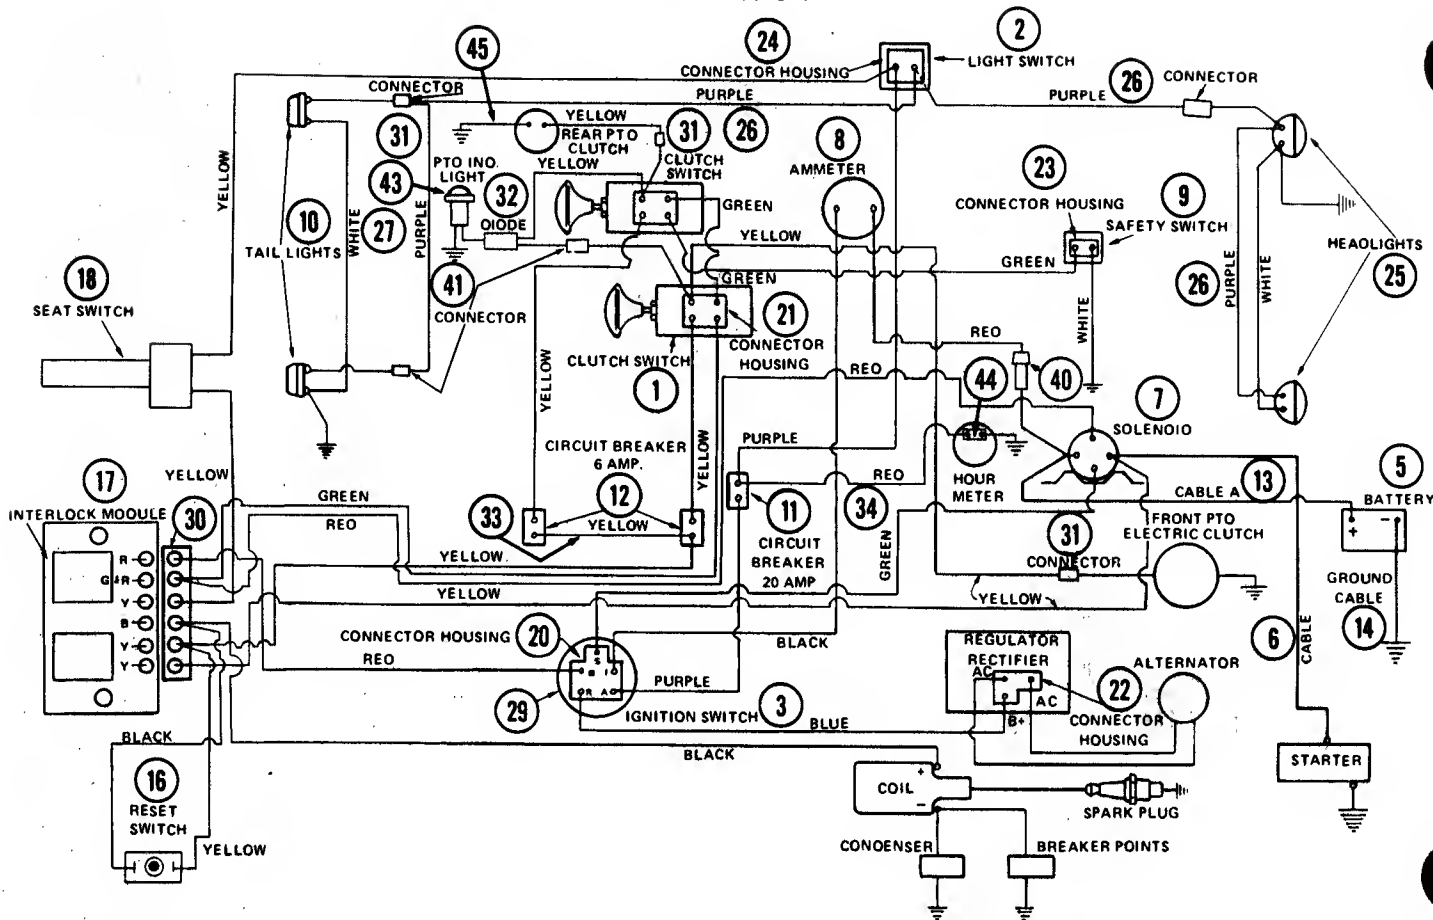 45
24
2
CONNECTOR HOUSING
LIGHT SWITCH
CONNECTOR
PURPLE
26
PURPLE
26
CONNECTOR
YELLOW
31
REAR PTO
CLUTCH
YELLOW
31
CLUTCH
SWITCH
8
AMMETER
YELLOW
PTO INO.
LIGHT
43
32
DIODE
GREEN
23
CONNECTOR HOUSING
9
SAFETY SWITCH
10
TAIL LIGHTS
WHITE
27
PURPLE
YELLOW
GREEN
GREEN
HEADLIGHTS
25
26
PURPLE
WHITE
18
SEAT SWITCH
41
CONNECTOR
21
CONNECTOR
HOUSING
CLUTCH SWITCH
1
RED
WHITE
RED
44
40
7
SOLENOID
YELLOW
CIRCUIT BREAKER
6 AMP.
YELLOW
PURPLE
YELLOW
17
INTERLOCK MODULE
30
GREEN
RED
33
12
YELLOW
11
CIRCUIT
BREAKER
20 AMP
RED
34
HOUR
METER
13
CABLE A
5
BATTERY
+
-
FRONT PTO
ELECTRIC CLUTCH
31
CONNECTOR
GREEN
YELLOW
YELLOW
YELLOW
GROUND
CABLE
14
R
G R
Y
B
Y
Y
CONNECTOR HOUSING
20
RED
S
B
I
R
A
29
PURPLE
BLACK
IGNITION SWITCH
3
BLUE
REGULATOR
RECTIFIER
AC
AC
B+
22
CONNECTOR
HOUSING
ALTERNATOR
6
CABLE
BLACK
BLACK
16
RESET
SWITCH
YELLOW
COIL
+
-
SPARK PLUG
STARTER
CONDENSER
BREAKER POINTS